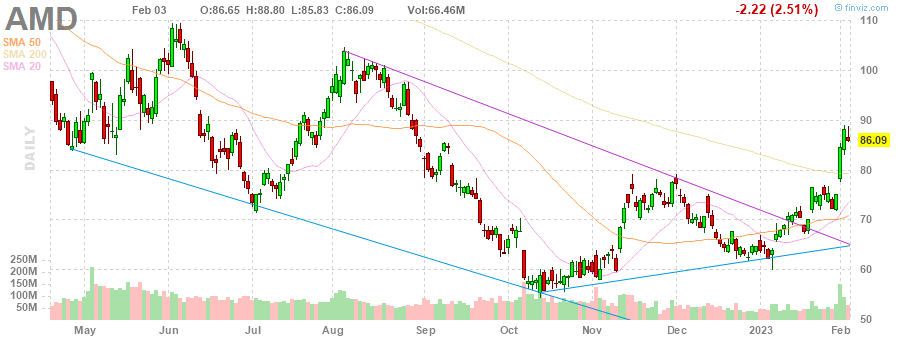 AMD Feb 03 O:86.65 H:88.80 L:85.83 C:86.09 Vol:66.46M -2.22 (2.51%) © finviz.com
SMA 50
SMA 200
SMA 20
DAILY
110
100
90
86.09
80
70
60
50
250M
200M
150M
100M
50M
May Jun Jul Aug Sep Oct Nov Dec 2023 Feb